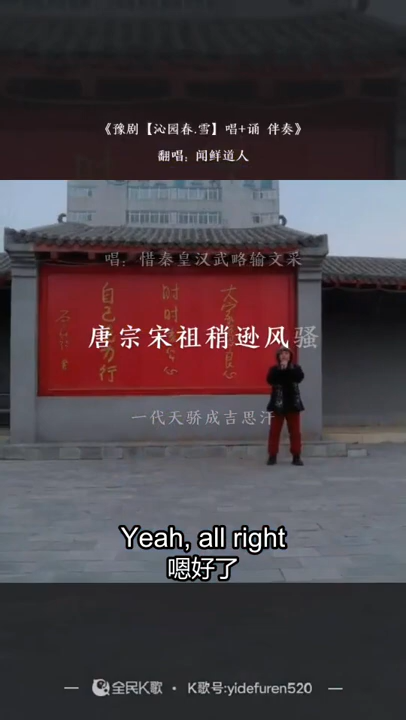 《豫剧【沁园春.雪】唱+诵 伴奏》
翻唱：闻鲜道人
唱：惜秦皇汉武略输文采
唐宗宋祖稍逊风骚
一代天骄成吉思汗
Yeah, all right
嗯好了
全民K歌 · K歌号:yidefuren520